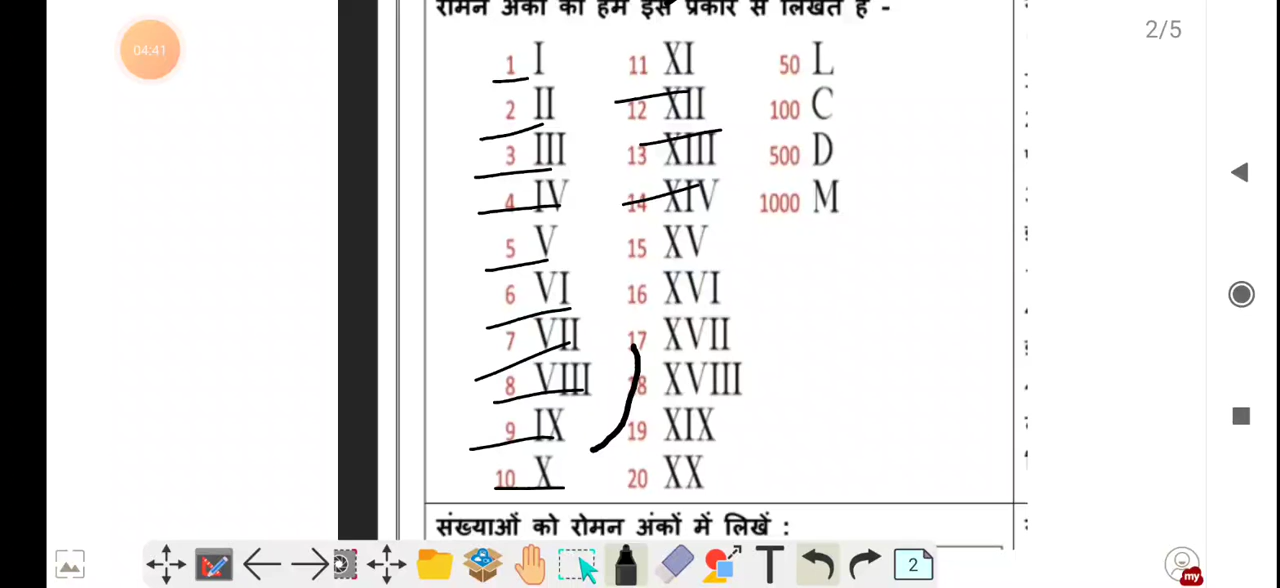 04:41
2/5
रोमन अंकों को हम इस प्रकार से लिखते है -
1 I 11 XI 50 L
2 II 12 XII 100 C
3 III 13 XIII 500 D
4 IV 14 XIV 1000 M
5 V 15 XV
6 VI 16 XVI
7 VII 17 XVII
8 VIII 18 XVIII
9 IX 19 XIX
10 X 20 XX
संख्याओं को रोमन अंकों में लिखें :
T 2 my